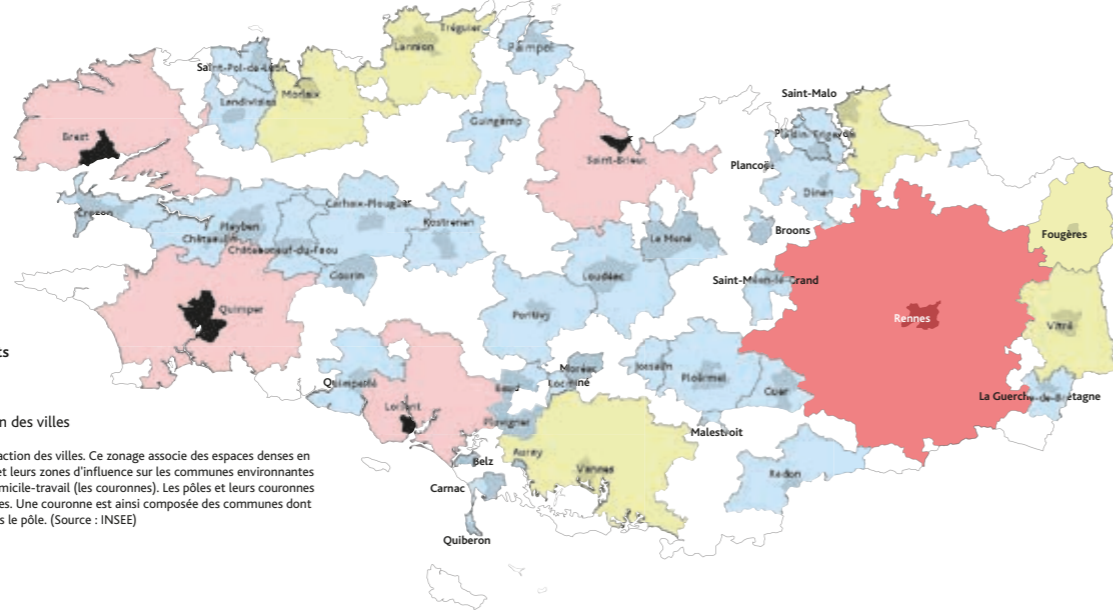 Tréguier
Lannion
Paimpol
Saint-Pol-de-Léon
Landivisiau
Morlaix
Saint-Malo
Guingamp
Brest
Saint-Brieuc
Plancoët
Dinan
Crozon
Pleyben
Carhaix-Plouguer
Rostrenen
Châteaulin
Châteauneuf-du-Faou
Le Mené
Broons
Fougères
Gourin
Loudéac
Saint-Méen-le-Grand
Quimper
Pontivy
Rennes
Vitré
ts
Moréac
Locminé
Josselin
Ploërmel
Guer
Quimperlé
Baud
La Guerche-de-Bretagne
Lorient
n des villes
Pluvigner
Malestroit
action des villes. Ce zonage associe des espaces denses en
et leurs zones d'influence sur les communes environnantes
micile-travail (les couronnes). Les pôles et leurs couronnes
es. Une couronne est ainsi composée des communes dont
s le pôle. (Source : INSEE)
Auray
Vannes
Belz
Redon
Carnac
Quiberon